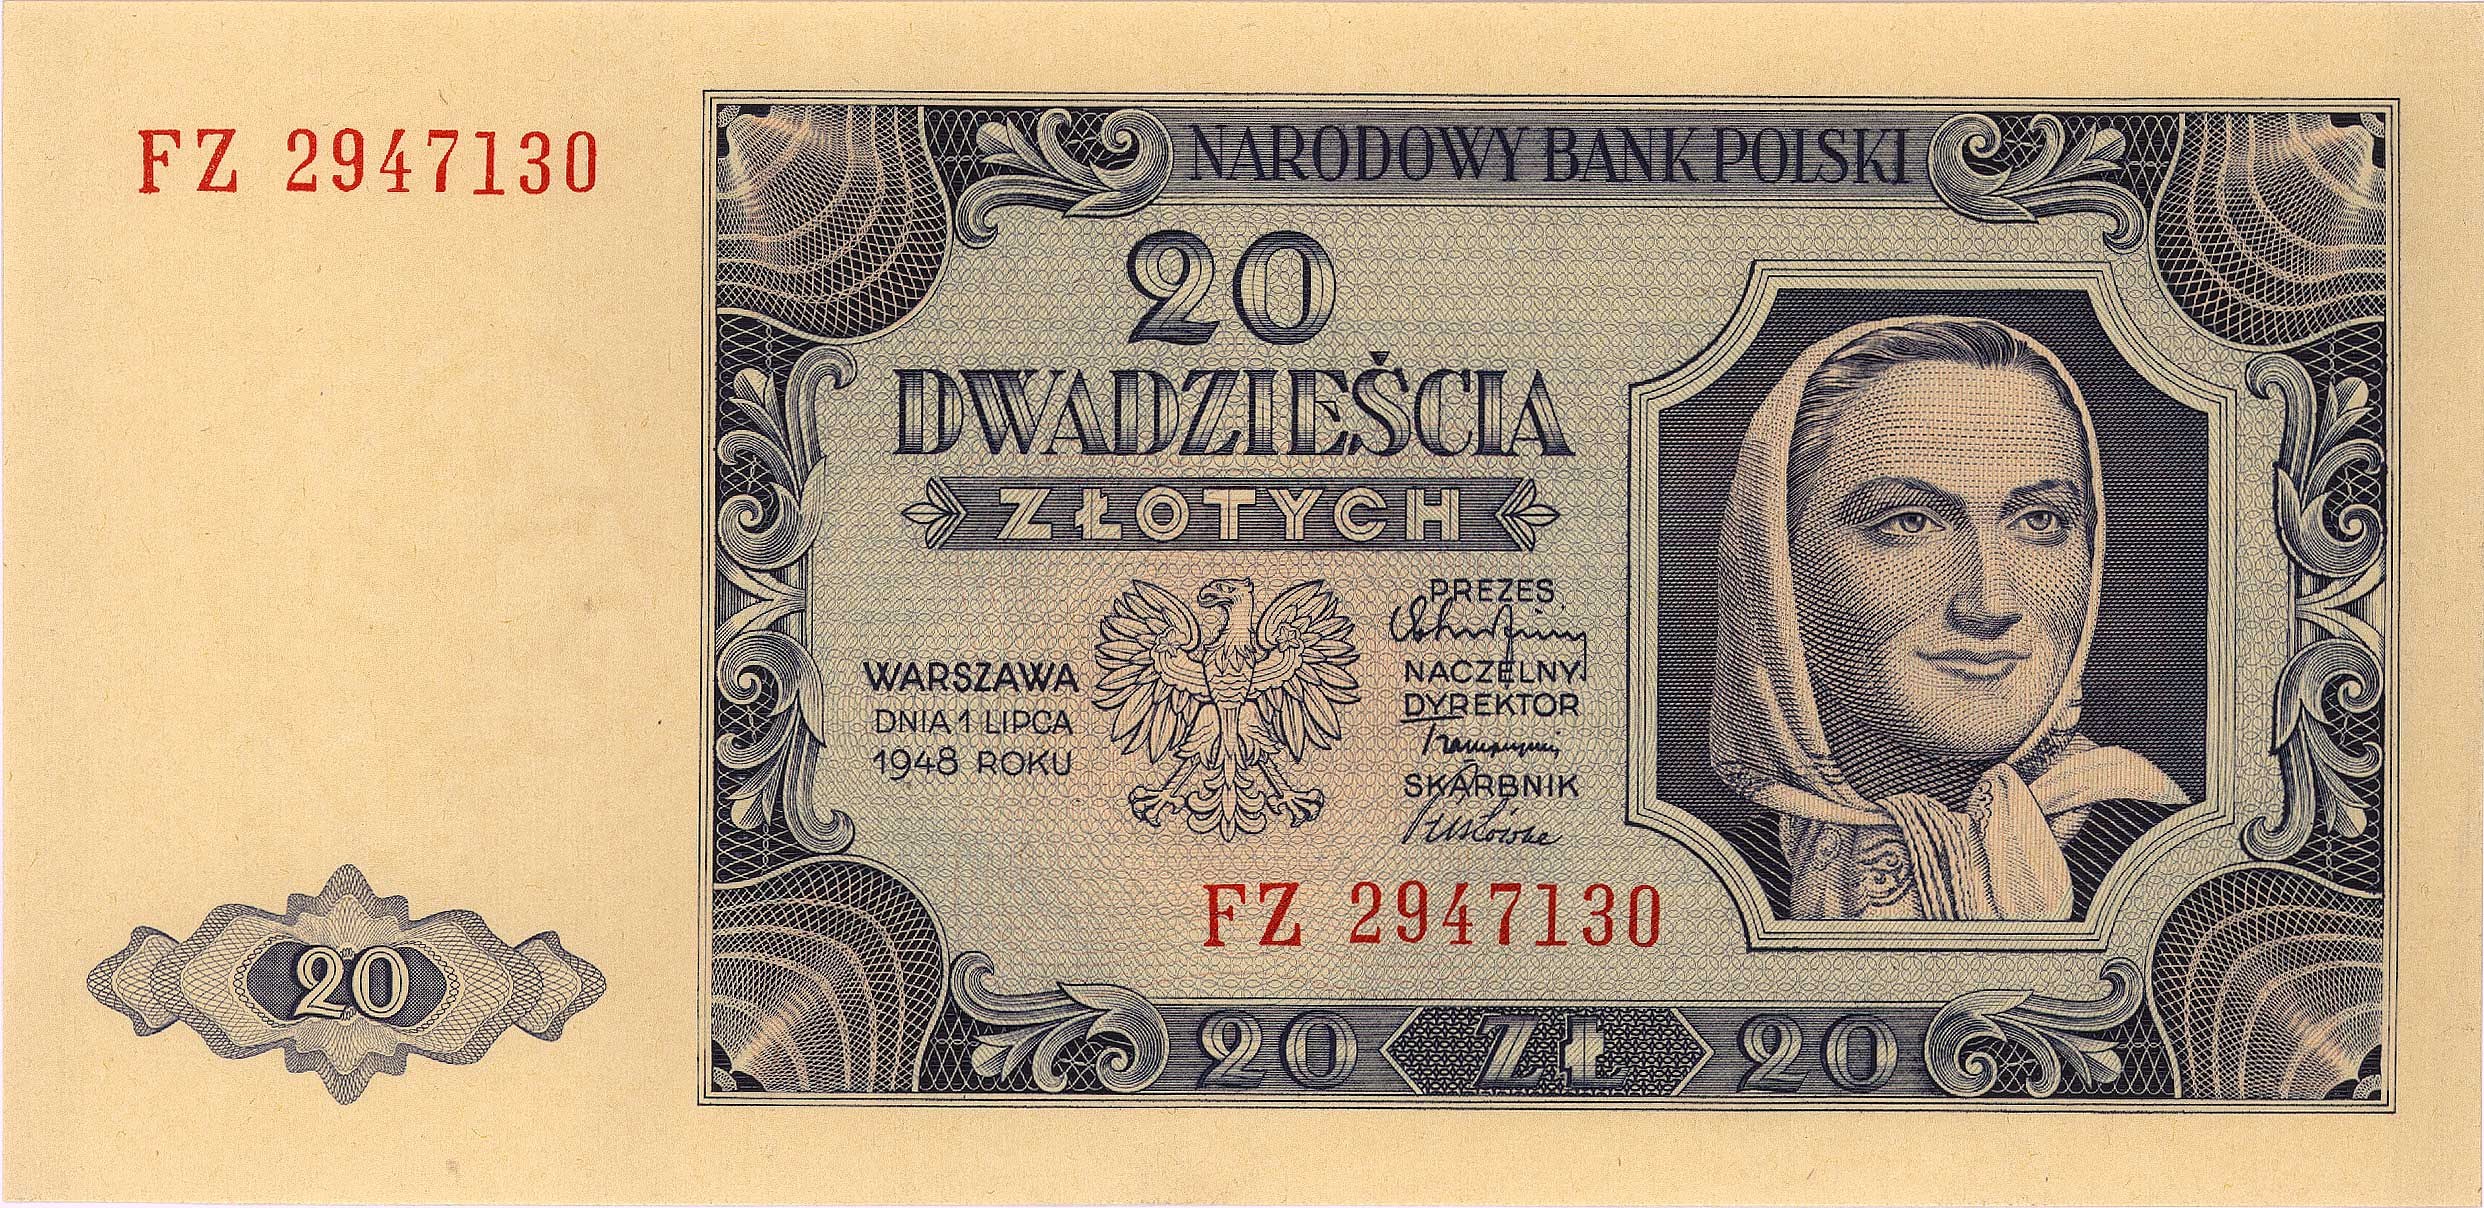 FZ 2947130
NARODOWY BANK POLSKI
20
DWADZIEŚCIA
ZŁOTYCH
WARSZAWA
DNIA 1 LIPCA
1948 ROKU
PREZES
NACZELNY
DYREKTOR
SKARBNIK
FZ 2947130
20
20 ZŁ 20